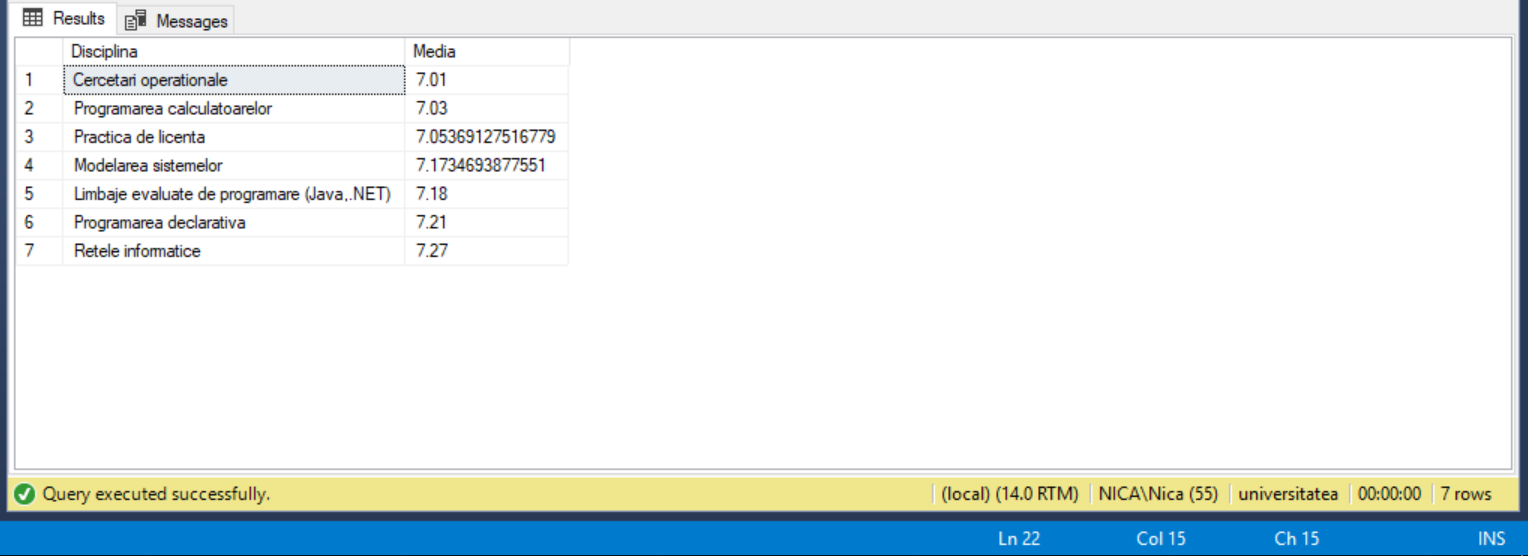 Results Messages
Disciplina Media
1 Cercetari operationale 7.01
2 Programarea calculatoarelor 7.03
3 Practica de licenta 7.05369127516779
4 Modelarea sistemelor 7.1734693877551
5 Limbaje evaluate de programare (Java,.NET) 7.18
6 Programarea declarativa 7.21
7 Retele informatice 7.27
Query executed successfully. (local) (14.0 RTM) NICA\Nica (55) universitatea 00:00:00 7 rows
Ln 22 Col 15 Ch 15 INS